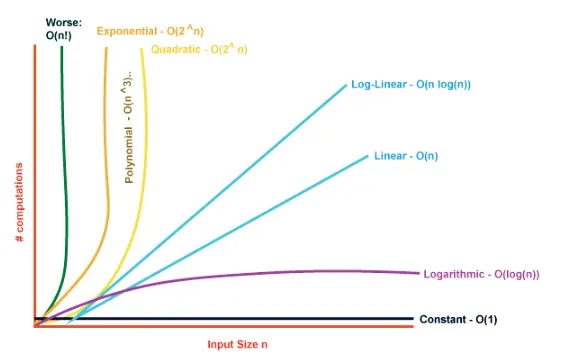 Worse:
O(n!)
Exponential - O(2^n)
Quadratic - O(2^ n)
Polynomial - O(n^3)..
Log-Linear - O(n log(n))
Linear - O(n)
# computations
Logarithmic - O(log(n))
Constant - O(1)
Input Size n